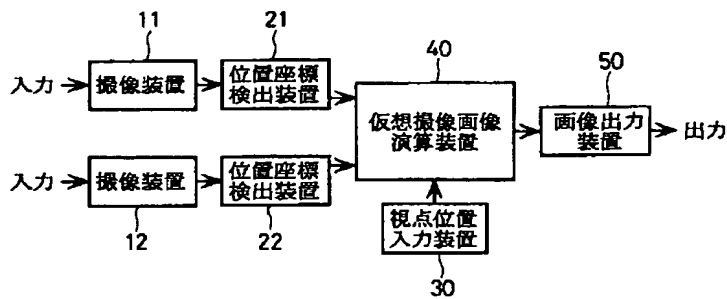 11
21
40
50
入力
撮像装置
位置座標
検出装置
仮想撮像画像
演算装置
画像出力
装置
出力
入力
撮像装置
位置座標
検出装置
12
22
視点位置
入力装置
30